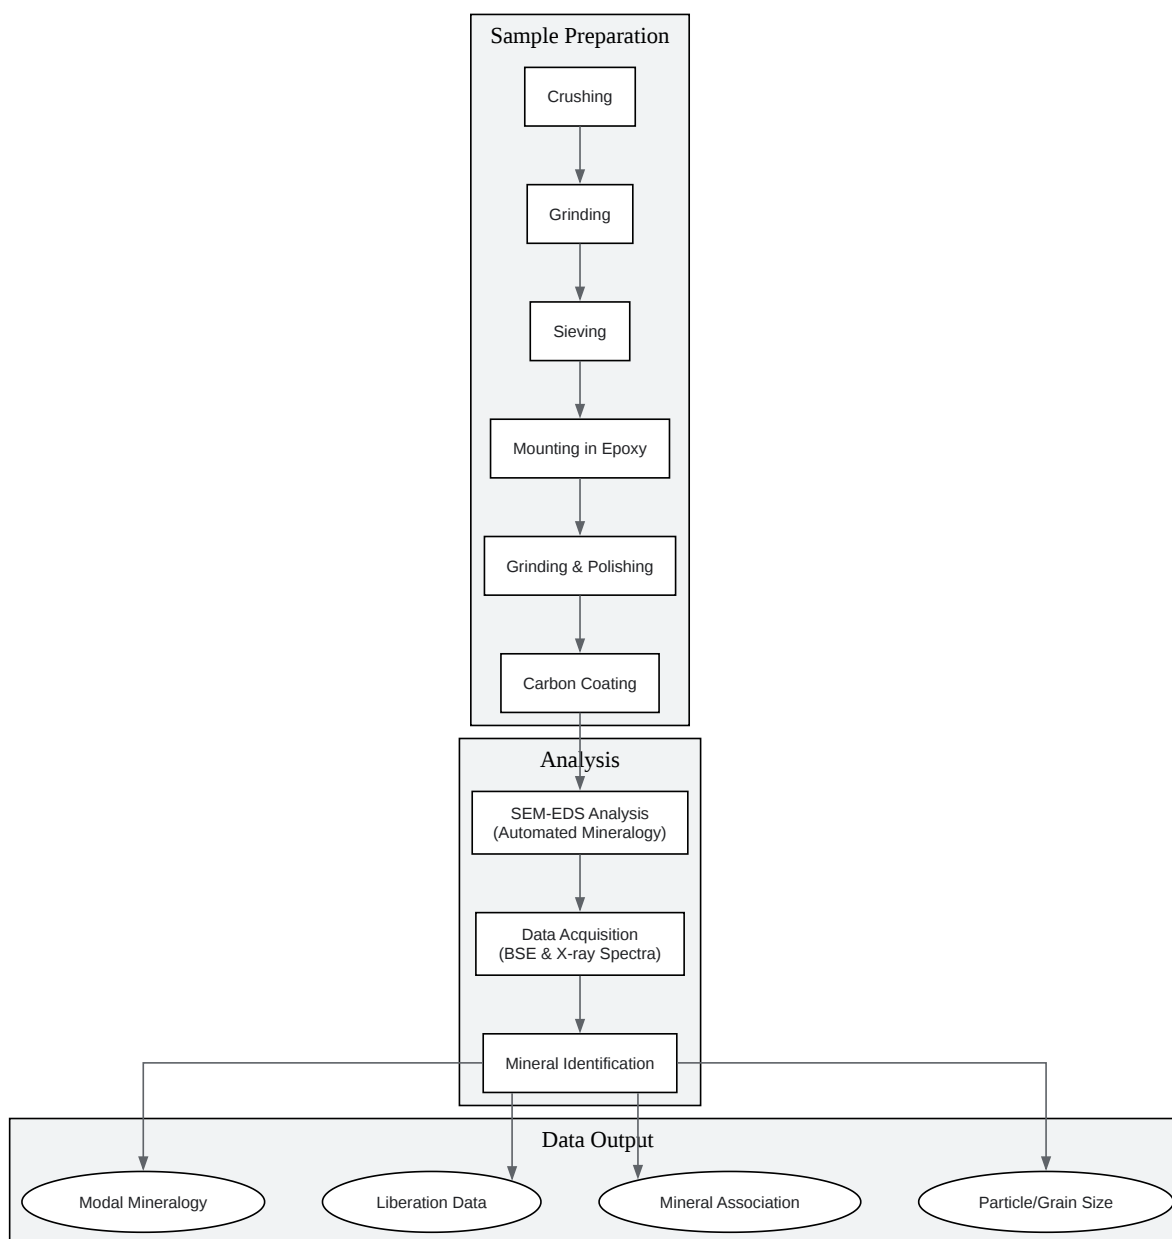 Sample Preparation
Crushing
Grinding
Sieving
Mounting in Epoxy
Grinding & Polishing
Carbon Coating
Analysis
SEM-EDS Analysis
(Automated Mineralogy)
Data Acquisition
(BSE & X-ray Spectra)
Mineral Identification
Data Output
Modal Mineralogy
Liberation Data
Mineral Association
Particle/Grain Size